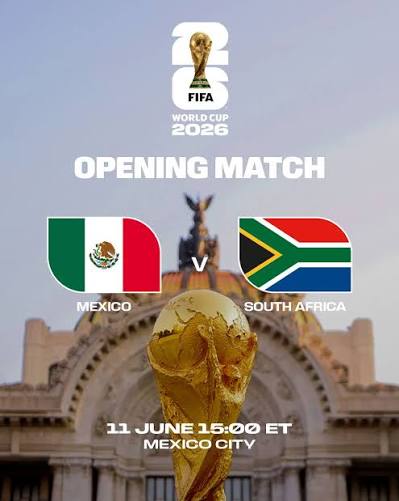 26
FIFA
WORLD CUP
2026
OPENING MATCH
V
MEXICO
SOUTH AFRICA
11 JUNE 15:00 ET
MEXICO CITY